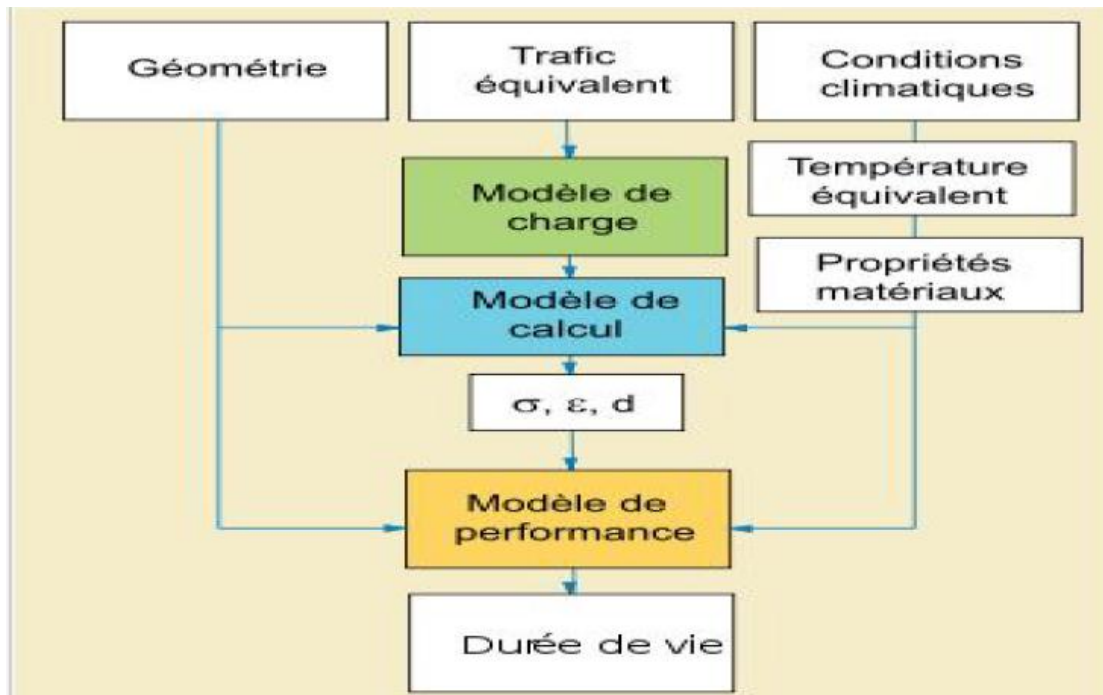 Géométrie
Trafic
équivalent
Conditions
climatiques
Température
équivalent
Modèle de
charge
Propriétés
matériaux
Modèle de
calcul
σ, ε, d
Modèle de
performance
Durée de vie